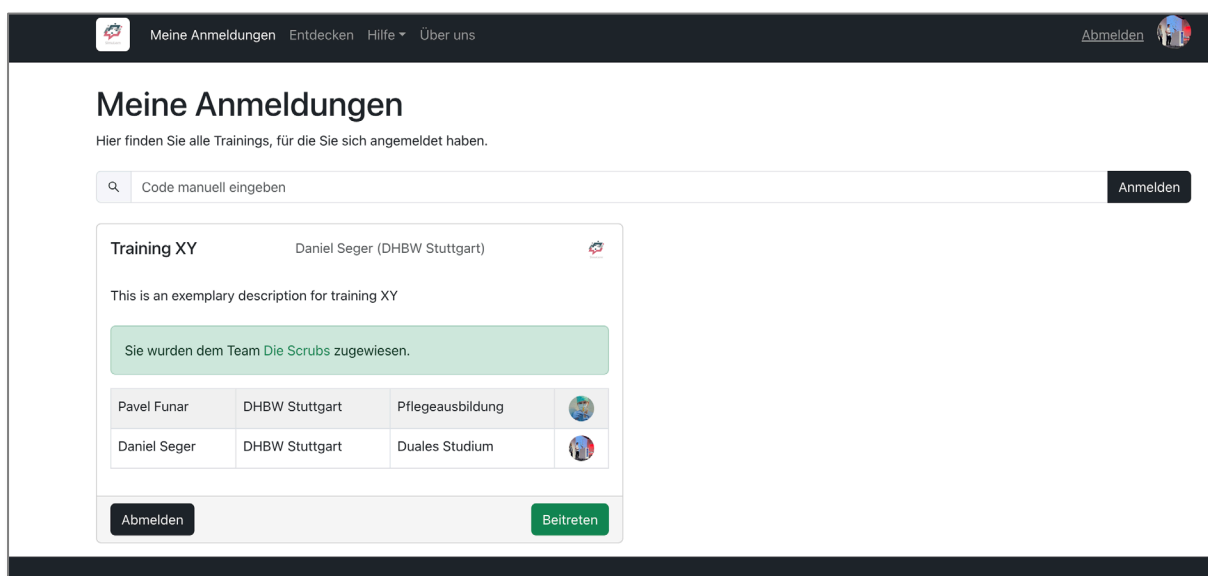 Meine Anmeldungen Entdecken Hilfe Über uns Abmelden
Meine Anmeldungen
Hier finden Sie alle Trainings, für die Sie sich angemeldet haben.
Code manuell eingeben Anmelden
Training XY Daniel Seger (DHBW Stuttgart)
This is an exemplary description for training XY
Sie wurden dem Team Die Scrubs zugewiesen.
Pavel Funar DHBW Stuttgart Pflegeausbildung
Daniel Seger DHBW Stuttgart Duales Studium
Abmelden Beitreten